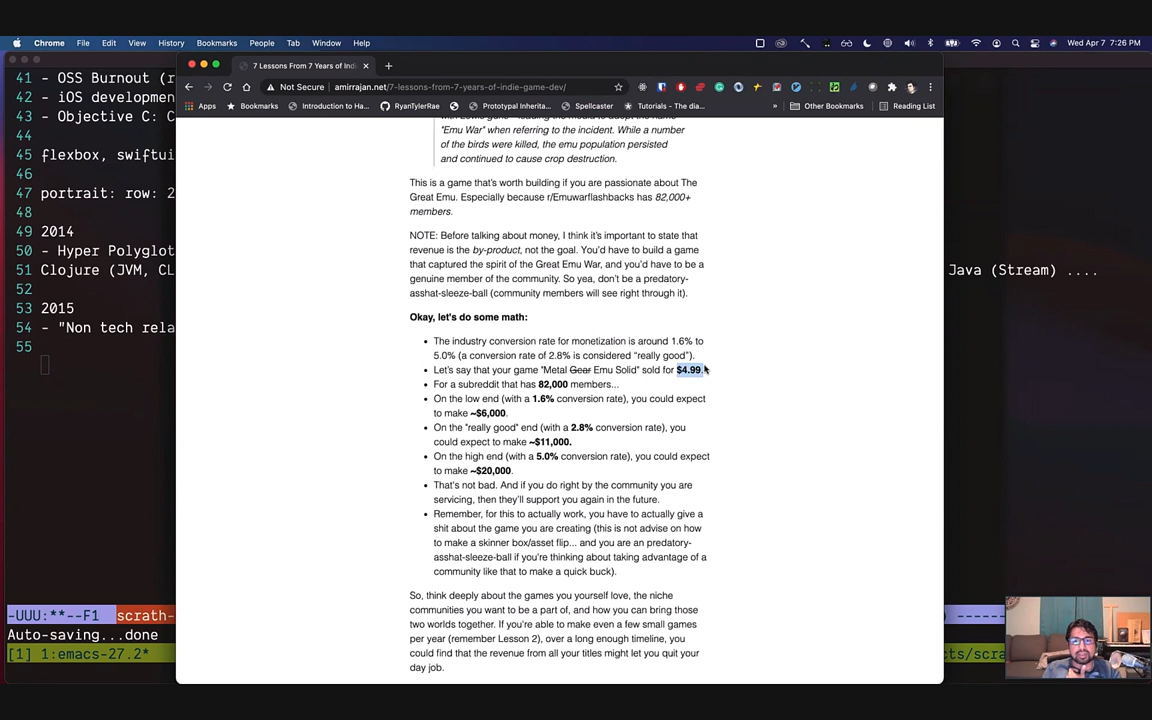 Chrome File Edit View History Bookmarks People Tab Window Help Wed Apr 7 7:26 PM
7 Lessons From 7 Years of Indi
Not Secure amirrajan.net/7-lessons-from-7-years-of-indie-game-dev/
Apps Bookmarks Introduction to Ha... RyanTylerRae Prototypal Inherita... Spellcaster Tutorials - The dia... » Other Bookmarks Reading List
41 - OSS Burnout (r
42 - iOS developmen
43 - Objective C: C
44
45 flexbox, swiftui
46
47 portrait: row: 2
48
49 2014
50 - Hyper Polyglot
51 Clojure (JVM, CL
Java (Stream) ....
52
53 2015
54 - "Non tech rela
55
-UUU:**--F1 scrath-
Auto-saving...done
[1] 1:emacs-27.2*
cts/scra
"Emu War" when referring to the incident. While a number
of the birds were killed, the emu population persisted
and continued to cause crop destruction.
This is a game that's worth building if you are passionate about The
Great Emu. Especially because r/Emuwarflashbacks has 82,000+
members.
NOTE: Before talking about money, I think it's important to state that
revenue is the by-product, not the goal. You'd have to build a game
that captured the spirit of the Great Emu War, and you'd have to be a
genuine member of the community. So yea, don't be a predatory-
asshat-sleeze-ball (community members will see right through it).
Okay, let's do some math:
• The industry conversion rate for monetization is around 1.6% to
5.0% (a conversion rate of 2.8% is considered “really good”).
• Let's say that your game "Metal Gear Emu Solid" sold for $4.99.
• For a subreddit that has 82,000 members...
• On the low end (with a 1.6% conversion rate), you could expect
to make ~$6,000.
• On the "really good" end (with a 2.8% conversion rate), you
could expect to make ~$11,000.
• On the high end (with a 5.0% conversion rate), you could expect
to make ~$20,000.
• That's not bad. And if you do right by the community you are
servicing, then they'll support you again in the future.
• Remember, for this to actually work, you have to actually give a
shit about the game you are creating (this is not advise on how
to make a skinner box/asset flip... and you are an predatory-
asshat-sleeze-ball if you're thinking about taking advantage of a
community like that to make a quick buck).
So, think deeply about the games you yourself love, the niche
communities you want to be a part of, and how you can bring those
two worlds together. If you're able to make even a few small games
per year (remember Lesson 2), over a long enough timeline, you
could find that the revenue from all your titles might let you quit your
day job.